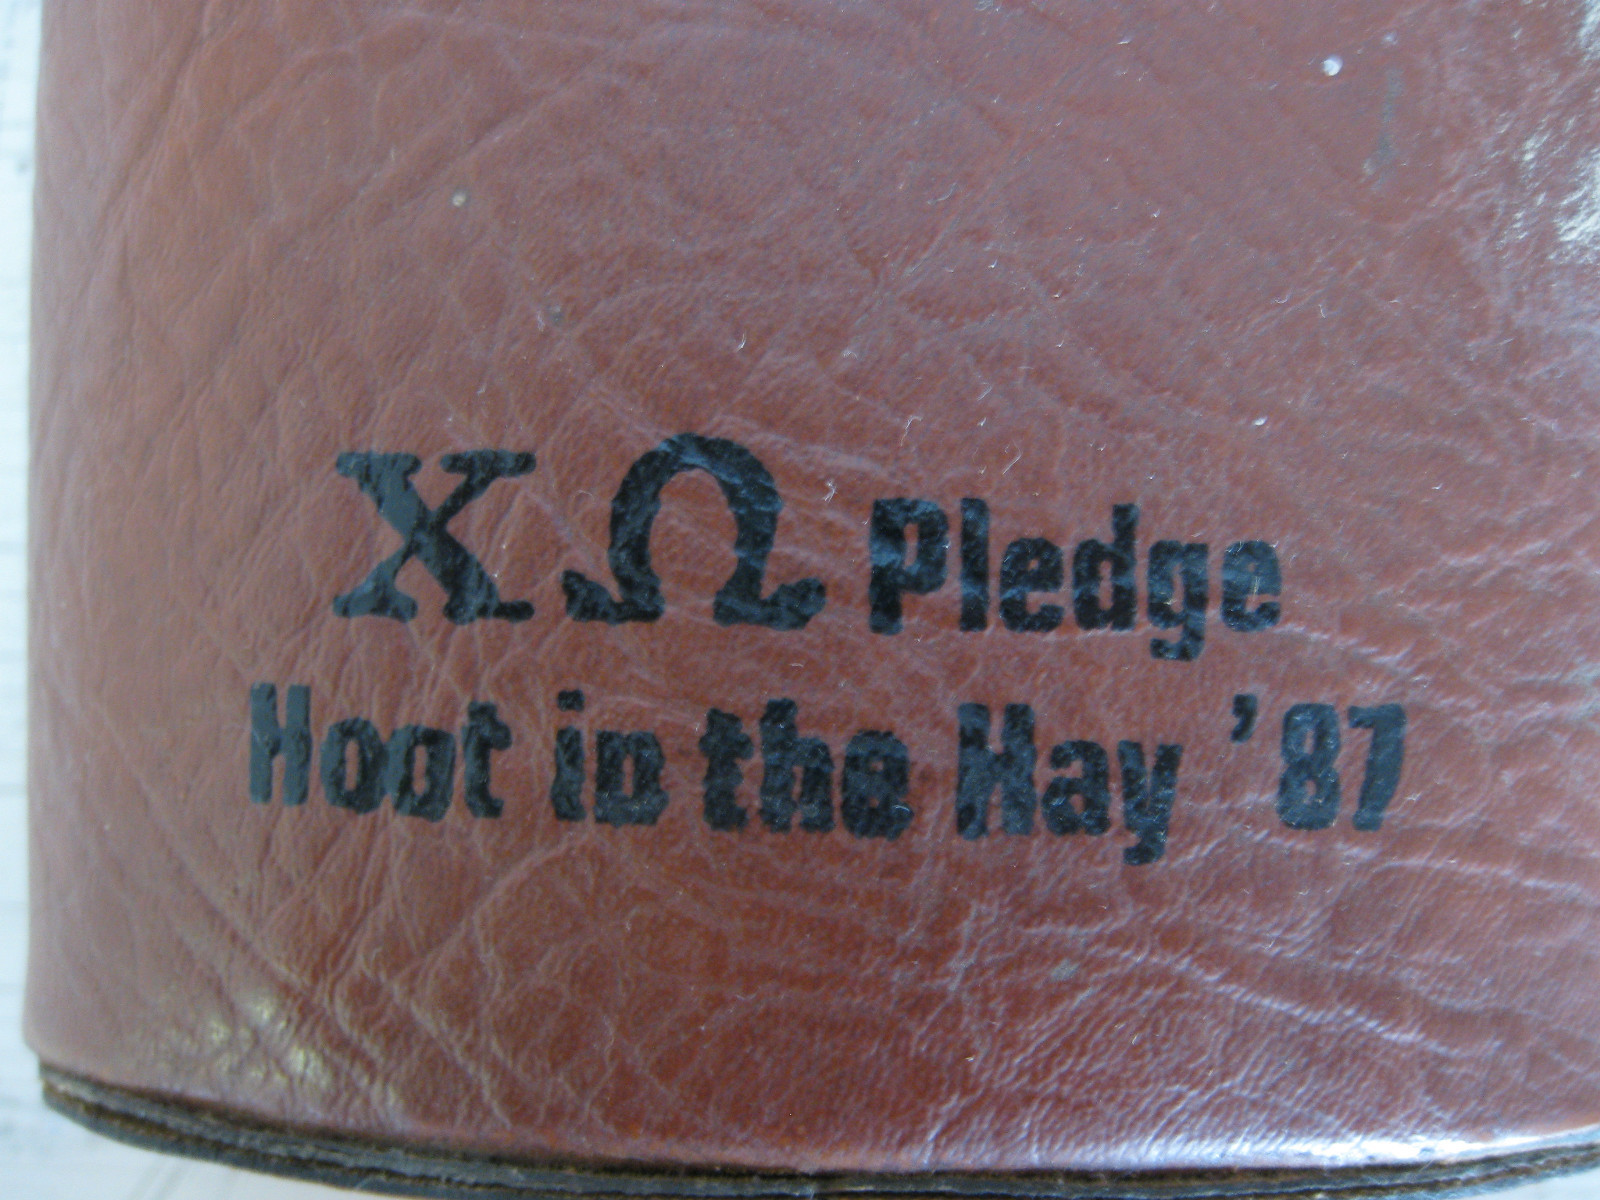 ΧΩ Pledge
Hoot in the Hay '87